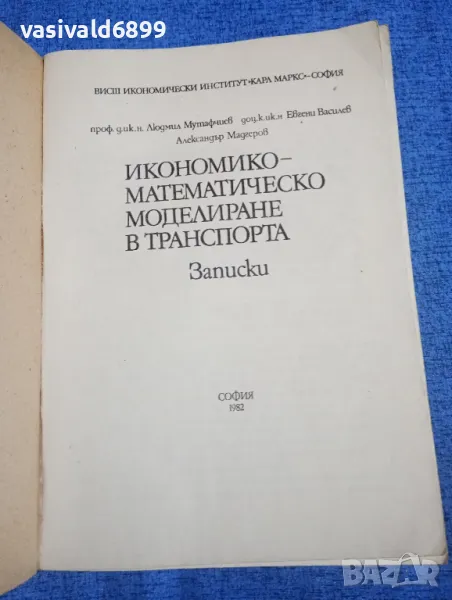 vasivald6899
ВИСШ ИКОНОМИЧЕСКИ ИНСТИТУТ «КАРЛ МАРКС» – СОФИЯ
проф. д.ик.н. Людмил Мутафчиев доц. к.ик.н Евгени Василев
Александър Мадгеров
ИКОНОМИКО–
МАТЕМАТИЧЕСКО
МОДЕЛИРАНЕ
В ТРАНСПОРТА
Записки
СОФИЯ
1982
BAZAR